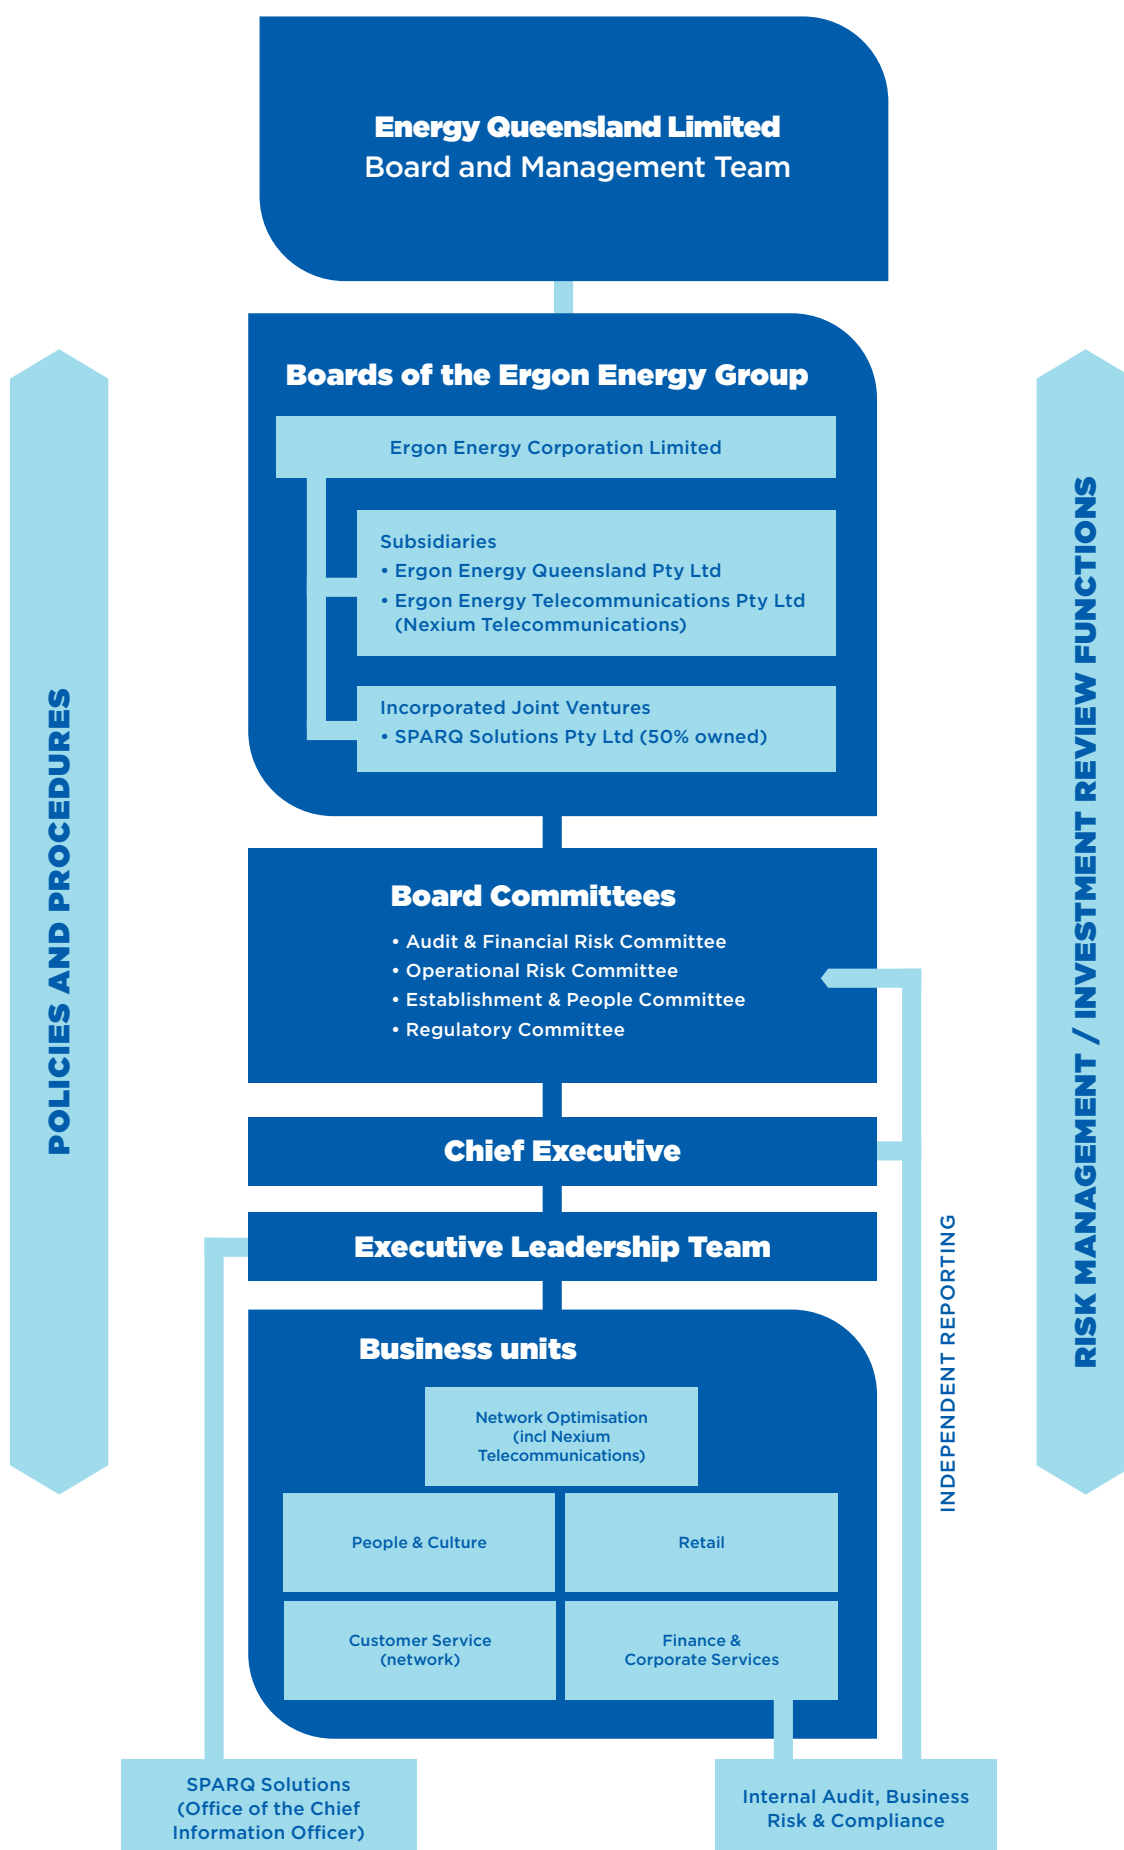 Energy Queensland Limited
Board and Management Team
Boards of the Ergon Energy Group
Ergon Energy Corporation Limited
Subsidiaries
• Ergon Energy Queensland Pty Ltd
• Ergon Energy Telecommunications Pty Ltd
(Nexium Telecommunications)
Incorporated Joint Ventures
• SPARQ Solutions Pty Ltd (50% owned)
POLICIES AND PROCEDURES
RISK MANAGEMENT / INVESTMENT REVIEW FUNCTIONS
Board Committees
• Audit & Financial Risk Committee
• Operational Risk Committee
• Establishment & People Committee
• Regulatory Committee
Chief Executive
Executive Leadership Team
INDEPENDENT REPORTING
Business units
Network Optimisation
(incl Nexium
Telecommunications)
People & Culture
Retail
Customer Service
(network)
Finance &
Corporate Services
SPARQ Solutions
(Office of the Chief
Information Officer)
Internal Audit, Business
Risk & Compliance